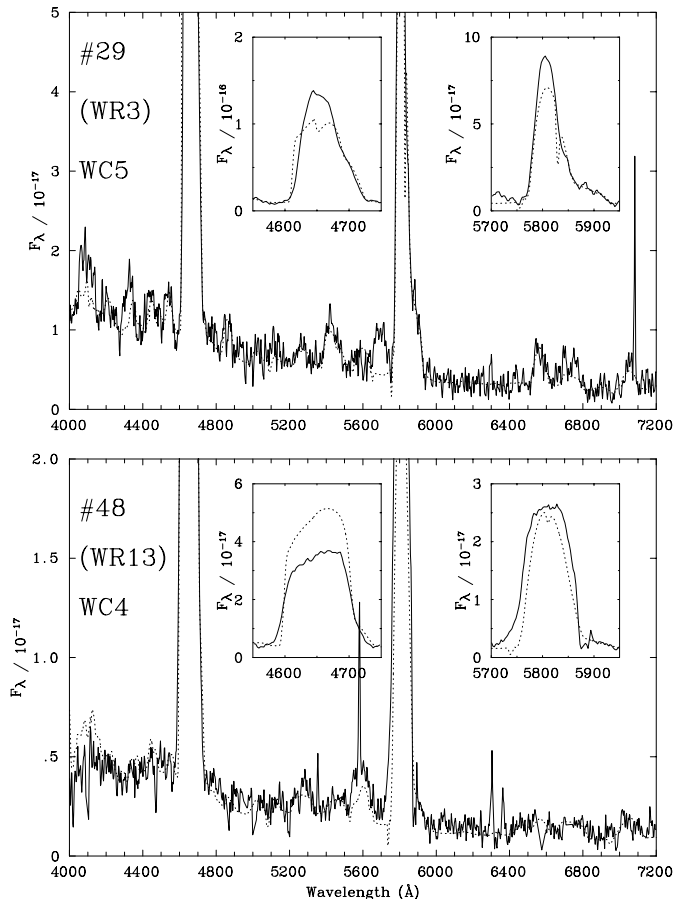 5
4
3
2
1
0
F_λ / 10^-17
#29
(WR3)
WC5
2
1
0
F_λ / 10^-16
4600 4700
10
5
0
F_λ / 10^-17
5700 5800 5900
4000 4400 4800 5200 5600 6000 6400 6800 7200
2.0
1.5
1.0
.5
0
F_λ / 10^-17
#48
(WR13)
WC4
6
4
2
0
F_λ / 10^-17
4600 4700
3
2
1
0
F_λ / 10^-17
5700 5800 5900
4000 4400 4800 5200 5600 6000 6400 6800 7200
Wavelength (Å)